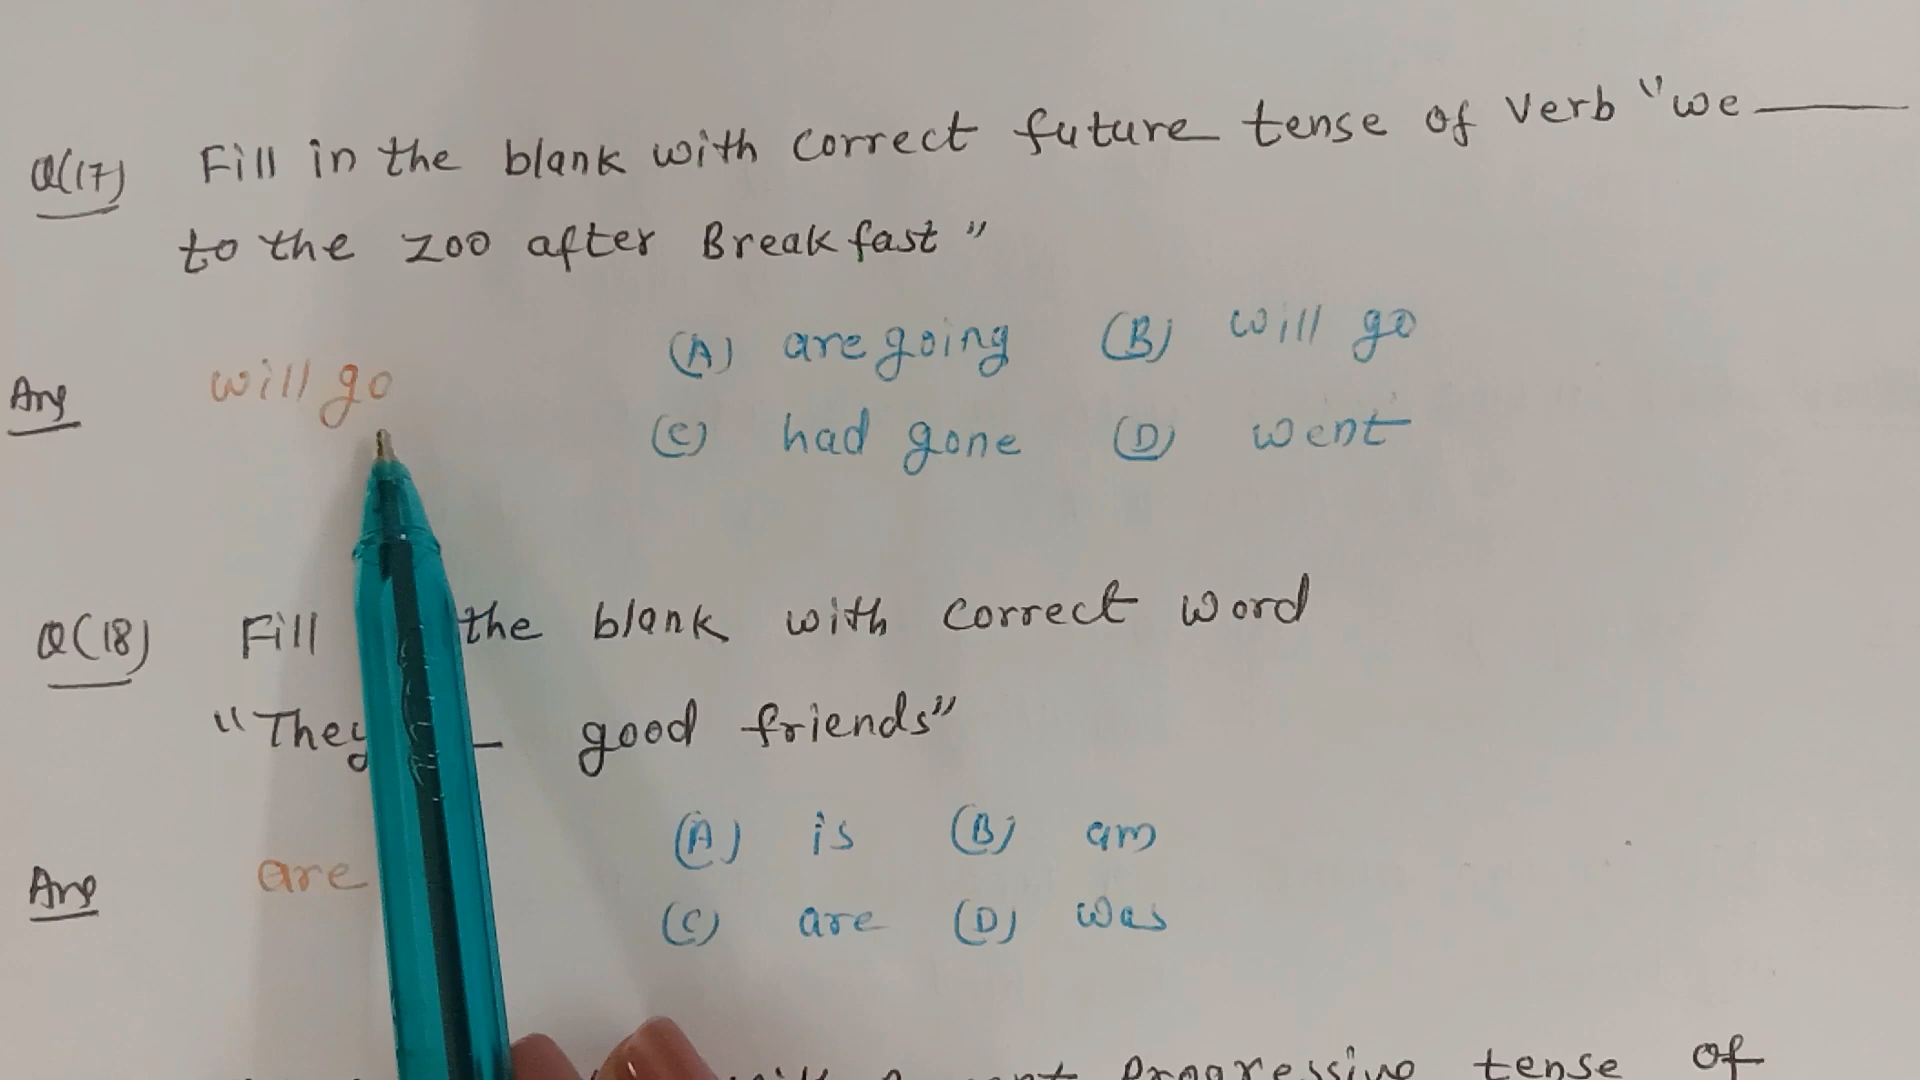 Q(17) Fill in the blank with correct future tense of verb "we ———
to the zoo after Breakfast"
(A) are going (B) will go
Ans will go
(C) had gone (D) went
Q(18) Fill the blank with correct word
"They — good friends"
(A) is (B) am
Ans are
(C) are (D) was
progressive tense of